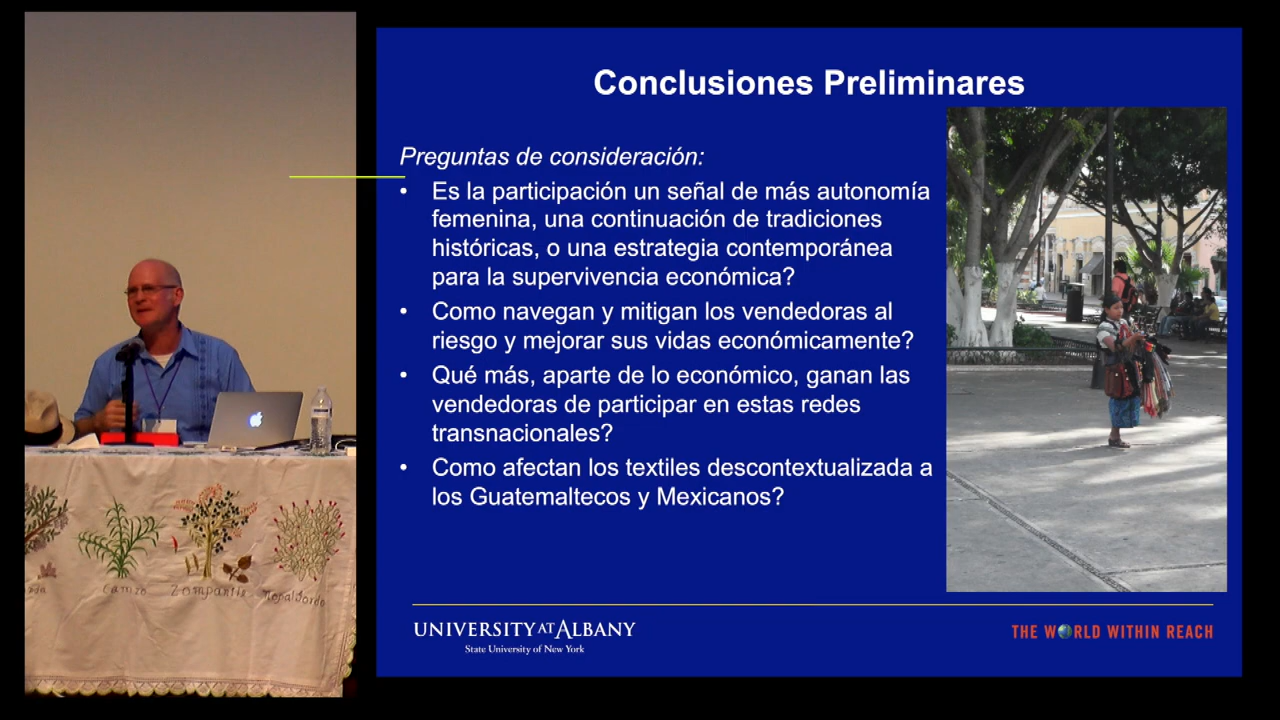 Conclusiones Preliminares
Preguntas de consideración:
• Es la participación un señal de más autonomía
femenina, una continuación de tradiciones
históricas, o una estrategia contemporánea
para la supervivencia económica?
• Como navegan y mitigan los vendedoras al
riesgo y mejorar sus vidas económicamente?
• Qué más, aparte de lo económico, ganan las
vendedoras de participar en estas redes
transnacionales?
• Como afectan los textiles descontextualizada a
los Guatemaltecos y Mexicanos?
UNIVERSITY AT ALBANY
State University of New York
THE WORLD WITHIN REACH
Zompantle